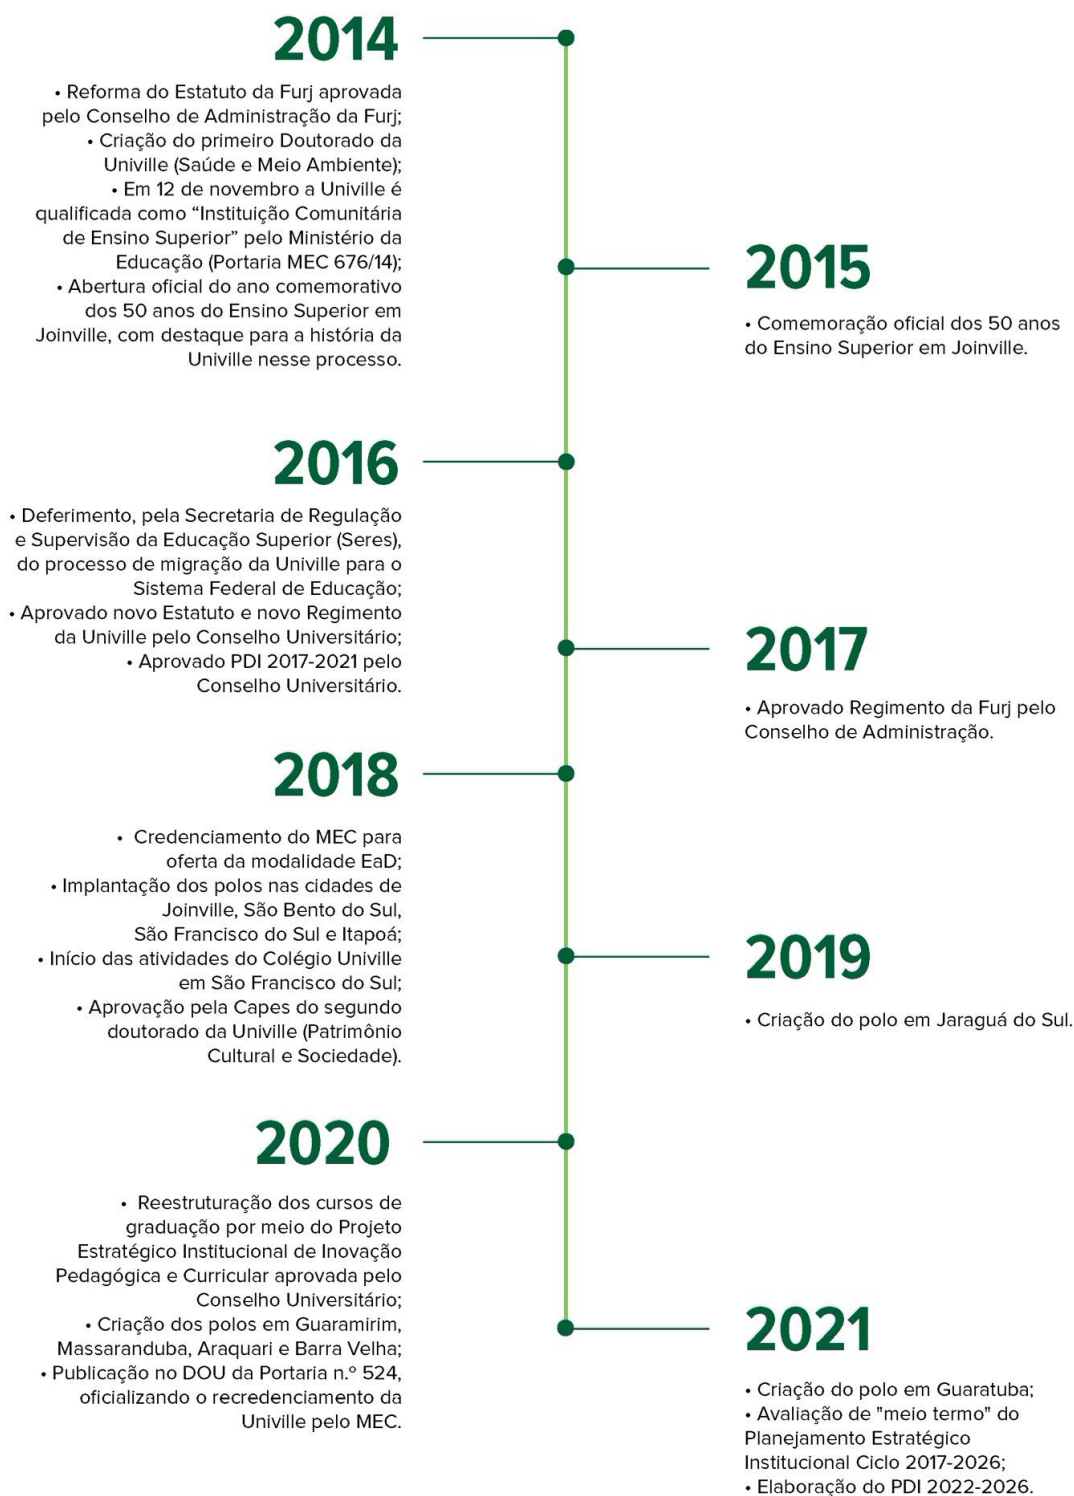 2014
• Reforma do Estatuto da Furj aprovada
pelo Conselho de Administração da Furj;
• Criação do primeiro Doutorado da
Univille (Saúde e Meio Ambiente);
• Em 12 de novembro a Univille é
qualificada como “Instituição Comunitária
de Ensino Superior” pelo Ministério da
Educação (Portaria MEC 676/14);
• Abertura oficial do ano comemorativo
dos 50 anos do Ensino Superior em
Joinville, com destaque para a história da
Univille nesse processo.
2015
• Comemoração oficial dos 50 anos
do Ensino Superior em Joinville.
2016
• Deferimento, pela Secretaria de Regulação
e Supervisão da Educação Superior (Seres),
do processo de migração da Univille para o
Sistema Federal de Educação;
• Aprovado novo Estatuto e novo Regimento
da Univille pelo Conselho Universitário;
• Aprovado PDI 2017-2021 pelo
Conselho Universitário.
2017
• Aprovado Regimento da Furj pelo
Conselho de Administração.
2018
• Credenciamento do MEC para
oferta da modalidade EaD;
• Implantação dos polos nas cidades de
Joinville, São Bento do Sul,
São Francisco do Sul e Itapoá;
• Início das atividades do Colégio Univille
em São Francisco do Sul;
• Aprovação pela Capes do segundo
doutorado da Univille (Patrimônio
Cultural e Sociedade).
2019
• Criação do polo em Jaraguá do Sul.
2020
• Reestruturação dos cursos de
graduação por meio do Projeto
Estratégico Institucional de Inovação
Pedagógica e Curricular aprovada pelo
Conselho Universitário;
• Criação dos polos em Guaramirim,
Massaranduba, Araquari e Barra Velha;
• Publicação no DOU da Portaria n.º 524,
oficializando o recredenciamento da
Univille pelo MEC.
2021
• Criação do polo em Guaratuba;
• Avaliação de "meio termo" do
Planejamento Estratégico
Institucional Ciclo 2017-2026;
• Elaboração do PDI 2022-2026.